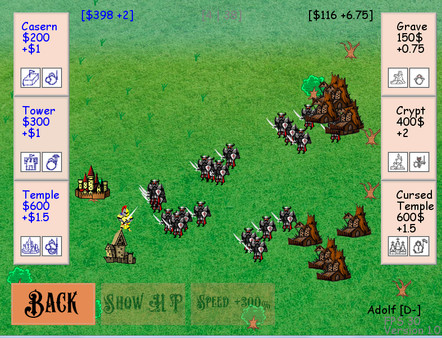 [$398 +2]
[$116 +6.75]
Casern
$200
+$1
Tower
$300
+$1
Temple
$600
+$1.5
Grave
150$
+0.75
Crypt
400$
+2
Cursed
Temple
600$
+1.5
Back
Show HP
Speed +300%
Adolf [D-]